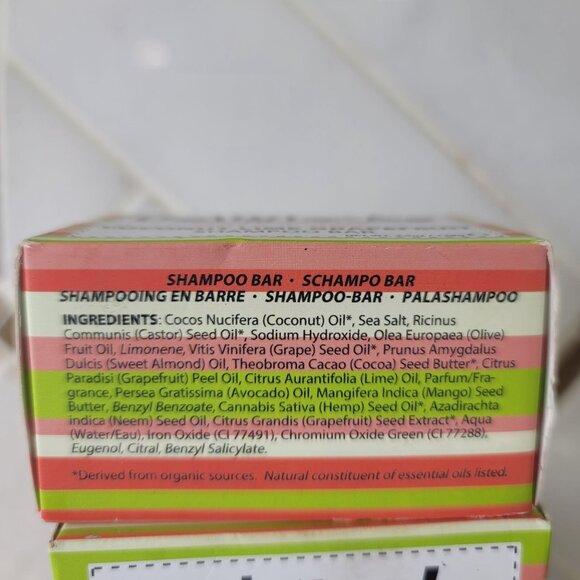 SHAMPOO BAR · SCHAMPO BAR
SHAMPOOING EN BARRE · SHAMPOO-BAR · PALASHAMPOO
INGREDIENTS: Cocos Nucifera (Coconut) Oil*, Sea Salt, Ricinus
Communis (Castor) Seed Oil*, Sodium Hydroxide, Olea Europaea (Olive)
Fruit Oil, Limonene, Vitis Vinifera (Grape) Seed Oil*, Prunus Amygdalus
Dulcis (Sweet Almond) Oil, Theobroma Cacao (Cocoa) Seed Butter*, Citrus
Paradisi (Grapefruit) Peel Oil, Citrus Aurantifolia (Lime) Oil, Parfum/Fra-
grance, Persea Gratissima (Avocado) Oil, Mangifera Indica (Mango) Seed
Butter, Benzyl Benzoate, Cannabis Sativa (Hemp) Seed Oil*, Azadirachta
indica (Neem) Seed Oil, Citrus Grandis (Grapefruit) Seed Extract*, Aqua
(Water/Eau), Iron Oxide (CI 77491), Chromium Oxide Green (CI 77288),
Eugenol, Citral, Benzyl Salicylate.
*Derived from organic sources. Natural constituent of essential oils listed.